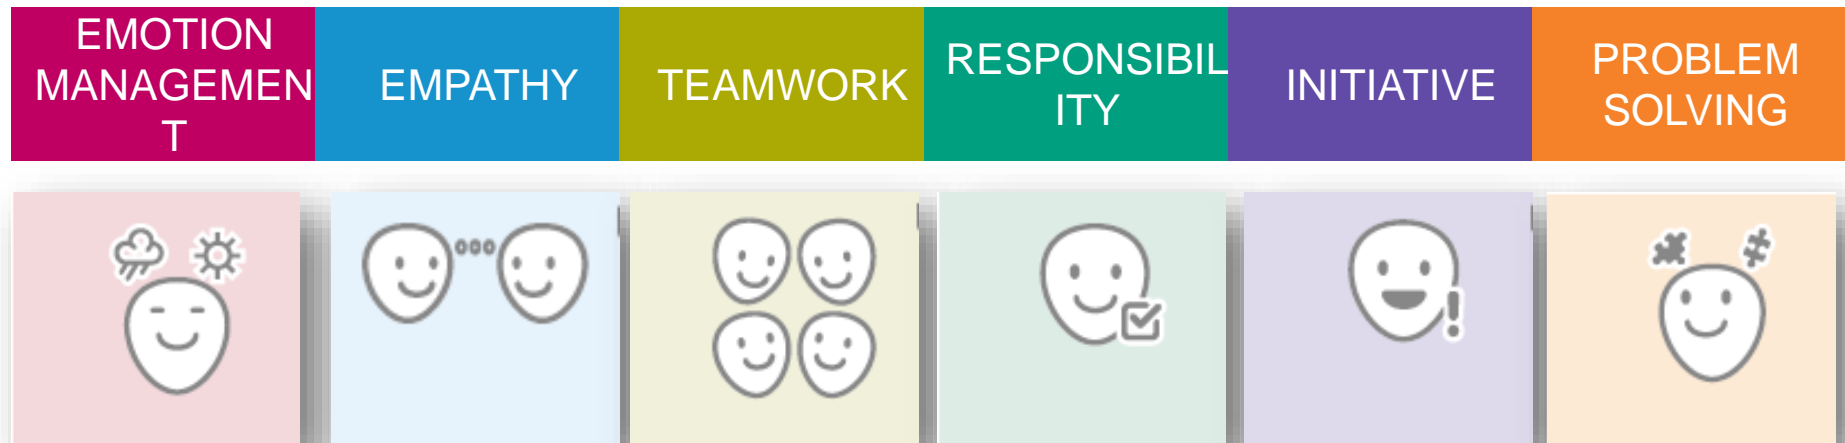 EMOTION
MANAGEMEN
T
EMPATHY
TEAMWORK
RESPONSIBIL
ITY
INITIATIVE
PROBLEM
SOLVING